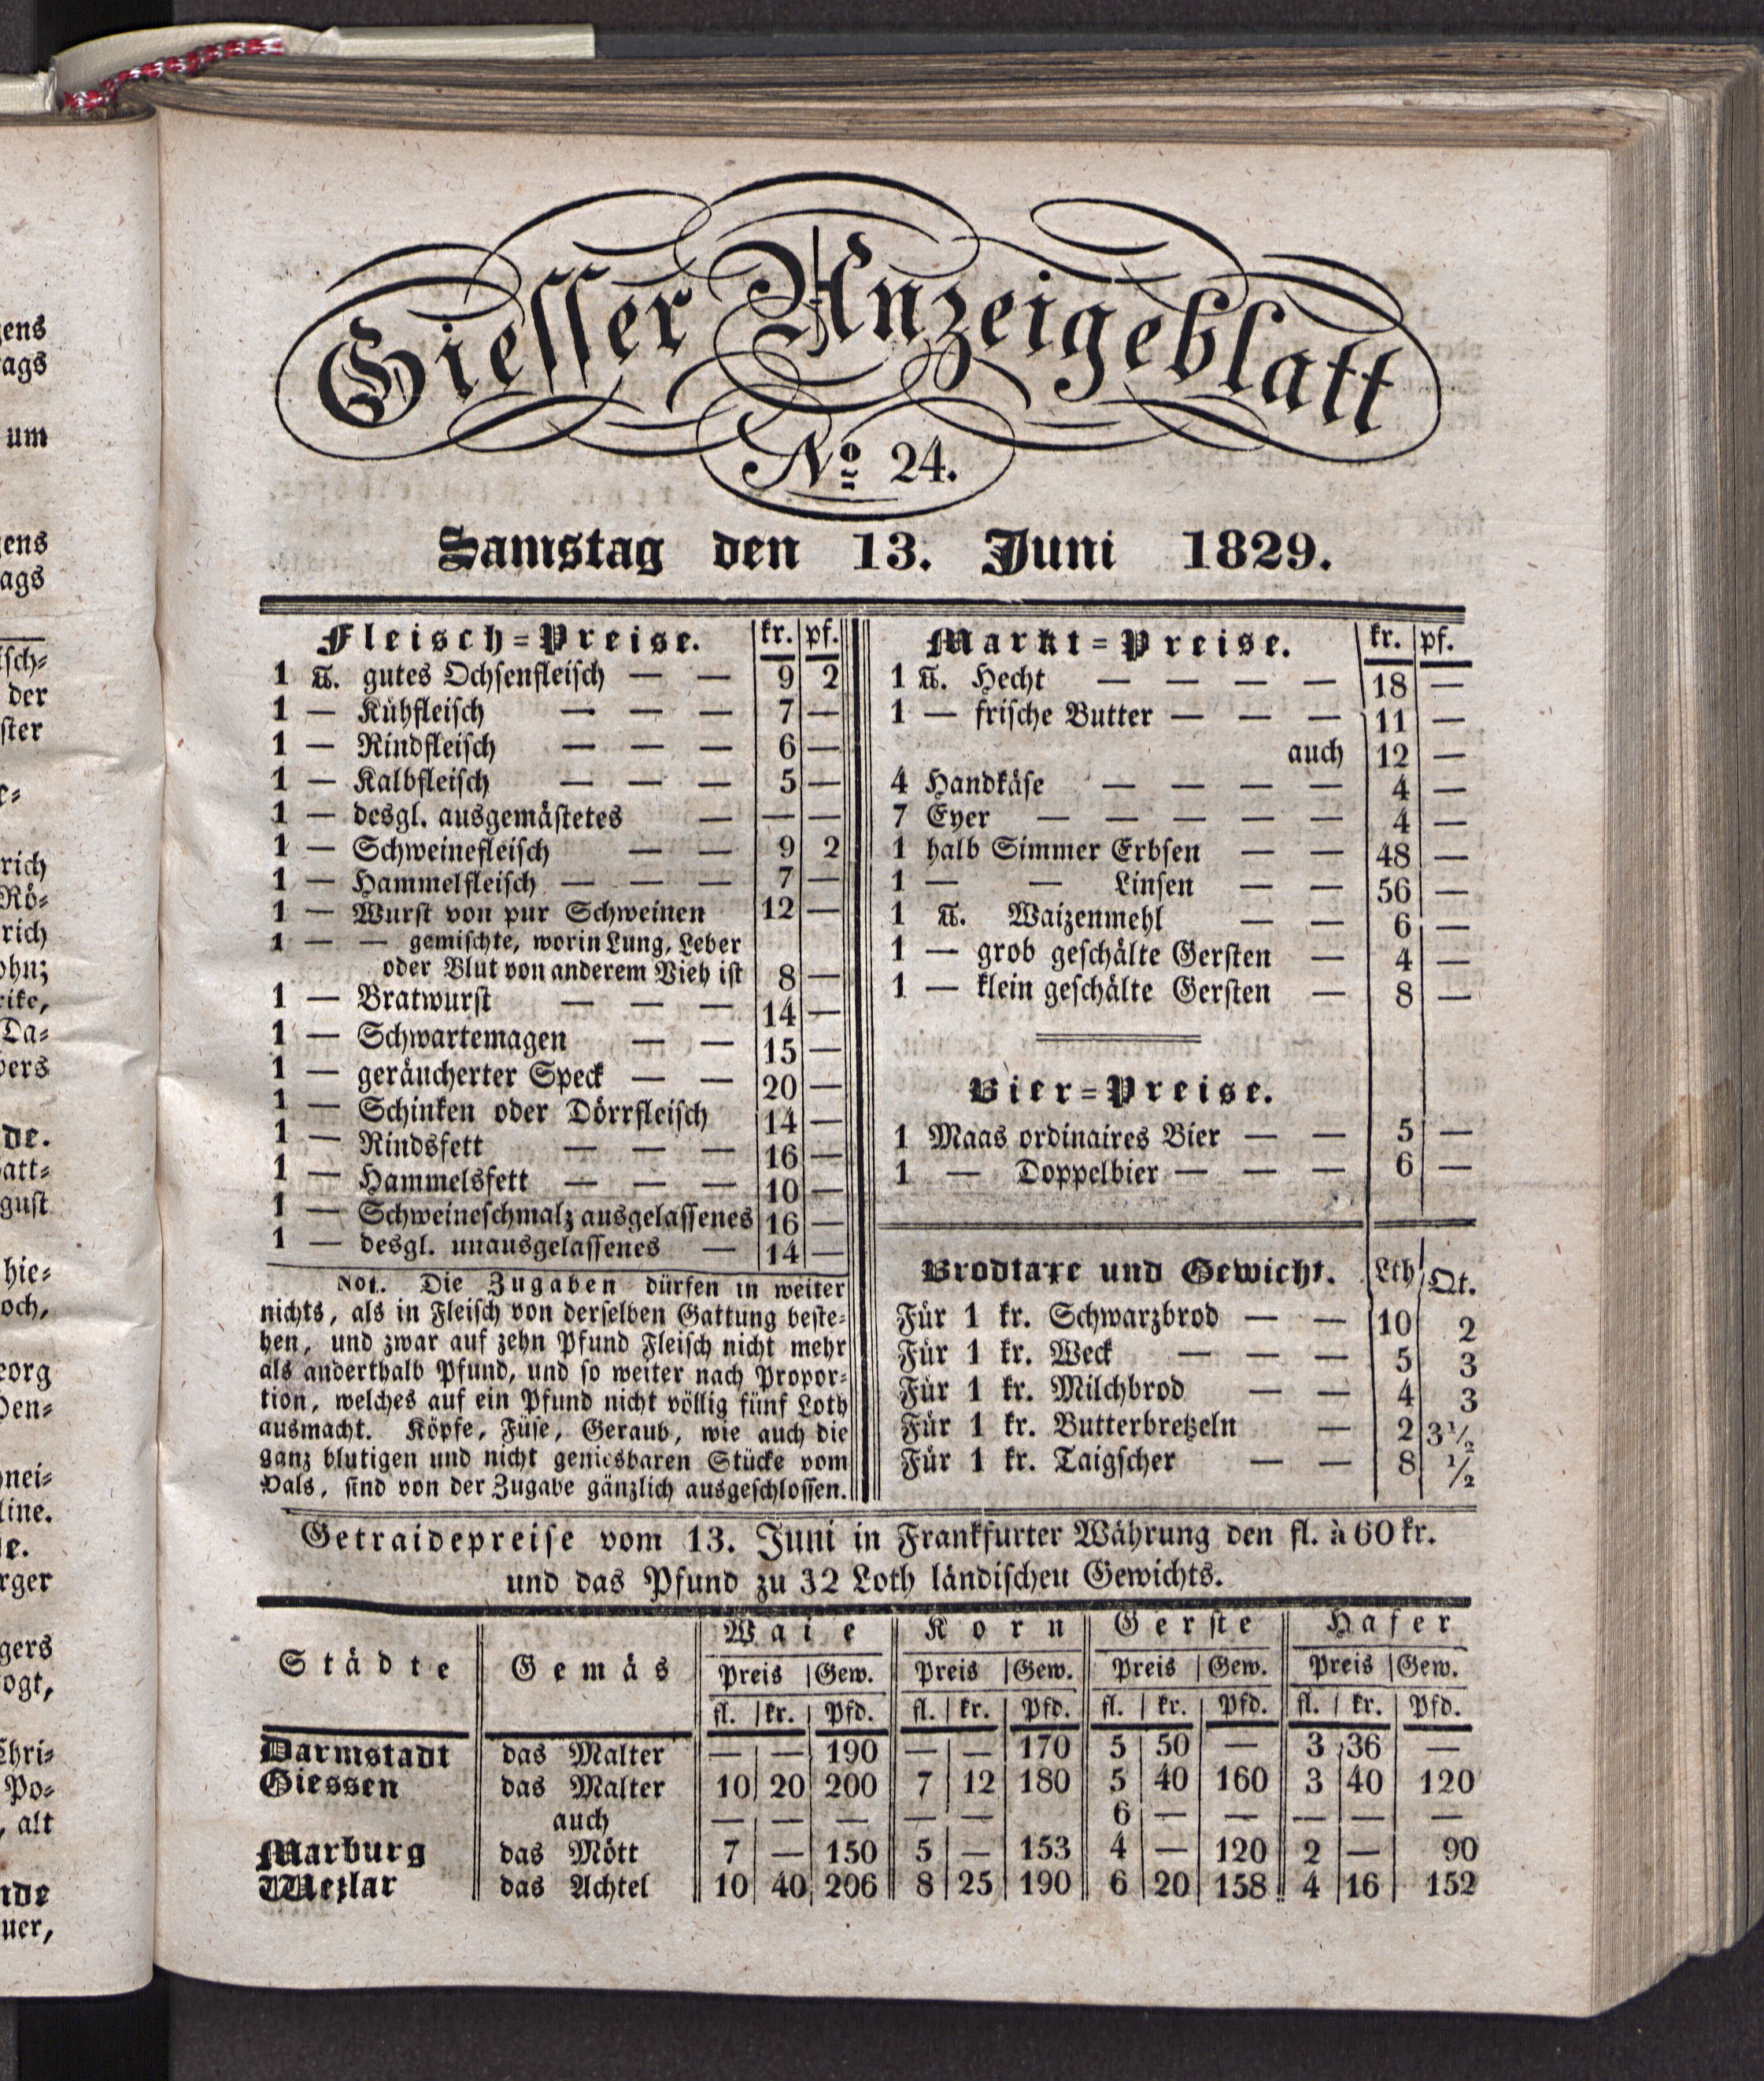 Giesser Anzeigeblatt
No 24.
Samstag den 13. Juni 1829.
Fleisch=Preise. kr. pf.
1 ℔. gutes Ochsenfleisch — — 9 2
1 — Kühfleisch — — — 7 —
1 — Rindfleisch — — — 6 —
1 — Kalbfleisch — — — 5 —
1 — desgl. ausgemästetes — — —
1 — Schweinefleisch — — 9 2
1 — Hammelfleisch — — — 7 —
1 — Wurst von pur Schweinen 12 —
1 — — gemischte, worin Lung, Leber
oder Blut von anderem Vieh ist 8 —
1 — Bratwurst — — — 14 —
1 — Schwartemagen — — 15 —
1 — geräucherter Speck — — 20 —
1 — Schinken oder Dörrfleisch 14 —
1 — Rindsfett — — — 16 —
1 — Hammelsfett — — — 10 —
1 — Schweineschmalz ausgelassenes 16 —
1 — desgl. unausgelassenes — 14 —
Not. Die Zugaben dürfen in weiter
nichts, als in Fleisch von derselben Gattung beste=
hen, und zwar auf zehn Pfund Fleisch nicht mehr
als anderthalb Pfund, und so weiter nach Propor=
tion, welches auf ein Pfund nicht völlig fünf Loth
ausmacht. Köpfe, Füse, Geraub, wie auch die
ganz blutigen und nicht geniesbaren Stücke vom
Hals, sind von der Zugabe gänzlich ausgeschlossen.
Markt=Preise. kr. pf.
1 ℔. Hecht — — — — 18 —
1 — frische Butter — — — 11 —
auch 12 —
4 Handkäse — — — — 4 —
7 Eyer — — — — — 4 —
1 halb Simmer Erbsen — — 48 —
1 — — Linsen — — 56 —
1 ℔. Waizenmehl — — 6 —
1 — grob geschälte Gersten — 4 —
1 — klein geschälte Gersten — 8 —
Bier=Preise.
1 Maas ordinaires Bier — — 5 —
1 — Doppelbier — — — 6 —
Brodtaxe und Gewicht. Lth Qt.
Für 1 kr. Schwarzbrod — — 10 2
Für 1 kr. Weck — — — 5 3
Für 1 kr. Milchbrod — — 4 3
Für 1 kr. Butterbretzeln — 2 3½
Für 1 kr. Taigscher — — 8 ½
Getraidepreise vom 13. Juni in Frankfurter Währung den fl. à 60 kr.
und das Pfund zu 32 Loth ländischen Gewichts.
Städte Gemäs Waie Korn Gerste Hafer
Preis Gew. Preis Gew. Preis Gew. Preis Gew.
fl. kr. Pfd. fl. kr. Pfd. fl. kr. Pfd. fl. kr. Pfd.
Darmstadt das Malter — — 190 — — 170 5 50 — 3 36 —
Giessen das Malter 10 20 200 7 12 180 5 40 160 3 40 120
auch — — — — — 6 — — — — —
Marburg das Mött 7 — 150 5 — 153 4 — 120 2 — 90
Wezlar das Achtel 10 40 206 8 25 190 6 20 158 4 16 152